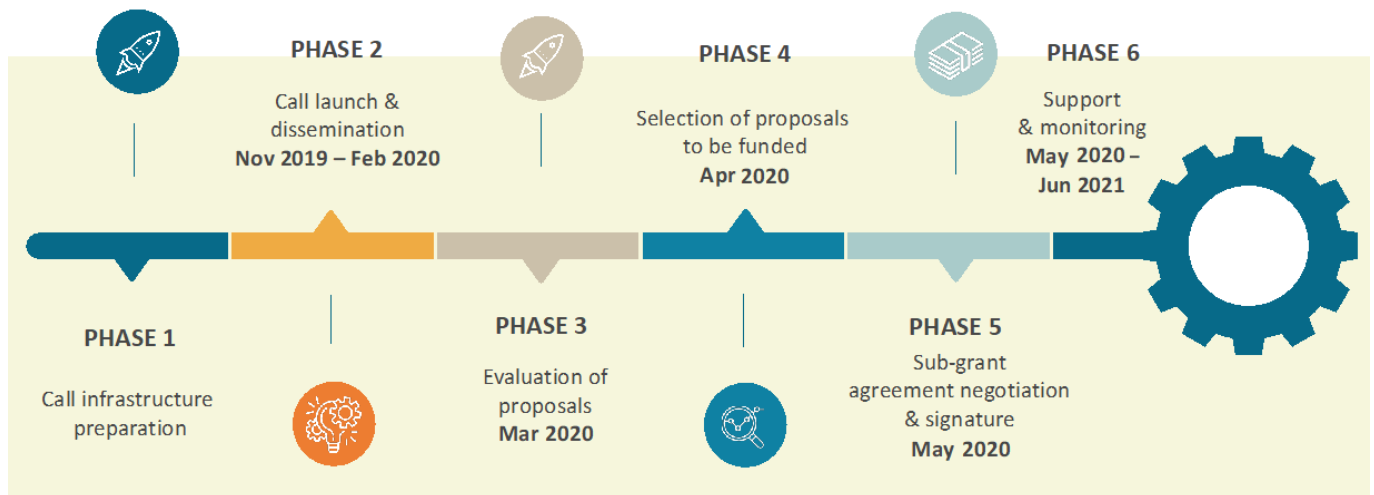 PHASE 1
Call infrastructure
preparation
PHASE 2
Call launch &
dissemination
Nov 2019 – Feb 2020
PHASE 3
Evaluation of
proposals
Mar 2020
PHASE 4
Selection of proposals
to be funded
Apr 2020
PHASE 5
Sub-grant
agreement negotiation
& signature
May 2020
PHASE 6
Support
& monitoring
May 2020 –
Jun 2021